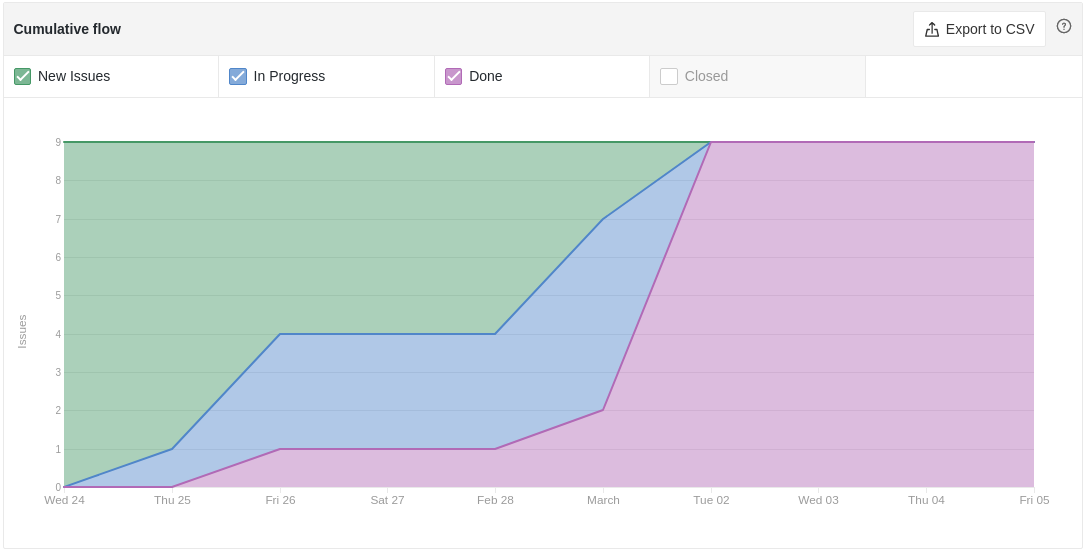 Cumulative flow
Export to CSV
?
New Issues
In Progress
Done
Closed
9
8
7
6
5
4
3
2
1
0
Issues
Wed 24 Thu 25 Fri 26 Sat 27 Feb 28 March Tue 02 Wed 03 Thu 04 Fri 05